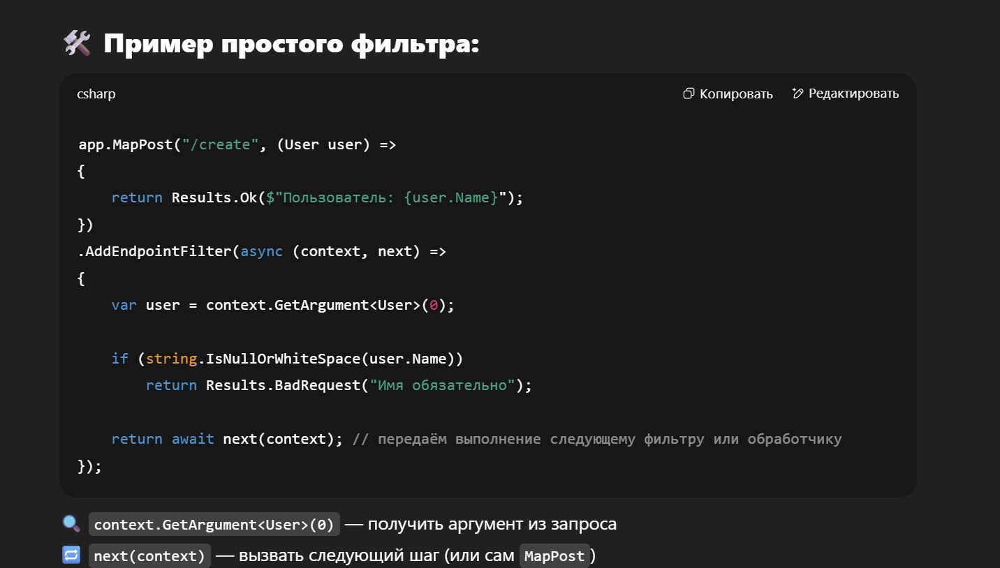 🛠 Пример простого фильтра:
csharp
Копировать
Редактировать
app.MapPost("/create", (User user) =>
{
    return Results.Ok($"Пользователь: {user.Name}");
})
.AddEndpointFilter(async (context, next) =>
{
    var user = context.GetArgument<User>(0);
    if (string.IsNullOrWhiteSpace(user.Name))
        return Results.BadRequest("Имя обязательно");
    return await next(context); // передаём выполнение следующему фильтру или обработчику
});
🔍 context.GetArgument<User>(0) — получить аргумент из запроса
🔁 next(context) — вызвать следующий шаг (или сам MapPost)